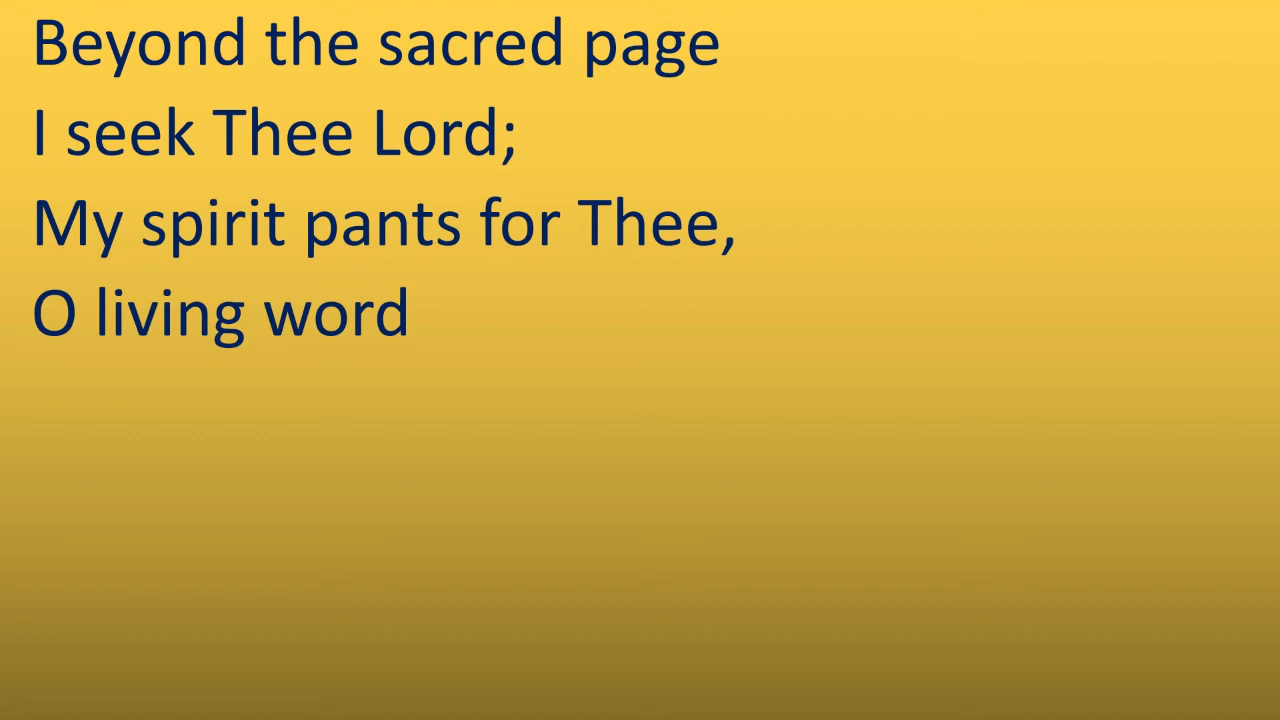 Beyond the sacred page
I seek Thee Lord;
My spirit pants for Thee,
O living word